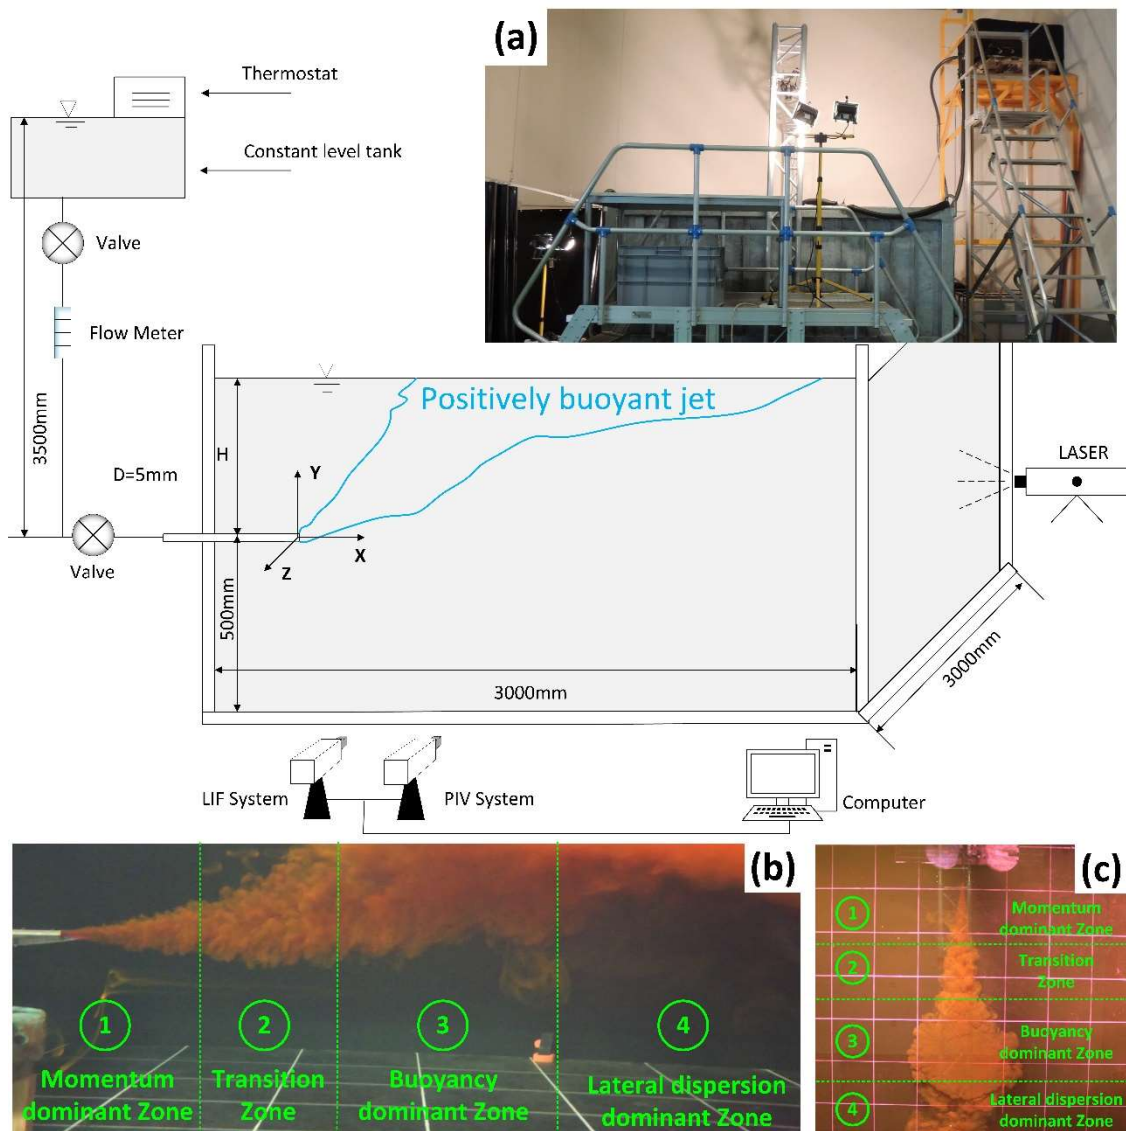 (a)
Thermostat
Constant level tank
Valve
Flow Meter
3500mm
Positively buoyant jet
H
Y
D=5mm
LASER
X
Valve
Z
500mm
3000mm
3000mm
LIF System
PIV System
Computer
(b)
1
2
3
4
Momentum
dominant Zone
Transition
Zone
Buoyancy
dominant Zone
Lateral dispersion
dominant Zone
(c)
1
Momentum
dominant Zone
2
Transition
Zone
3
Buoyancy
dominant Zone
4
Lateral dispersion
dominant Zone